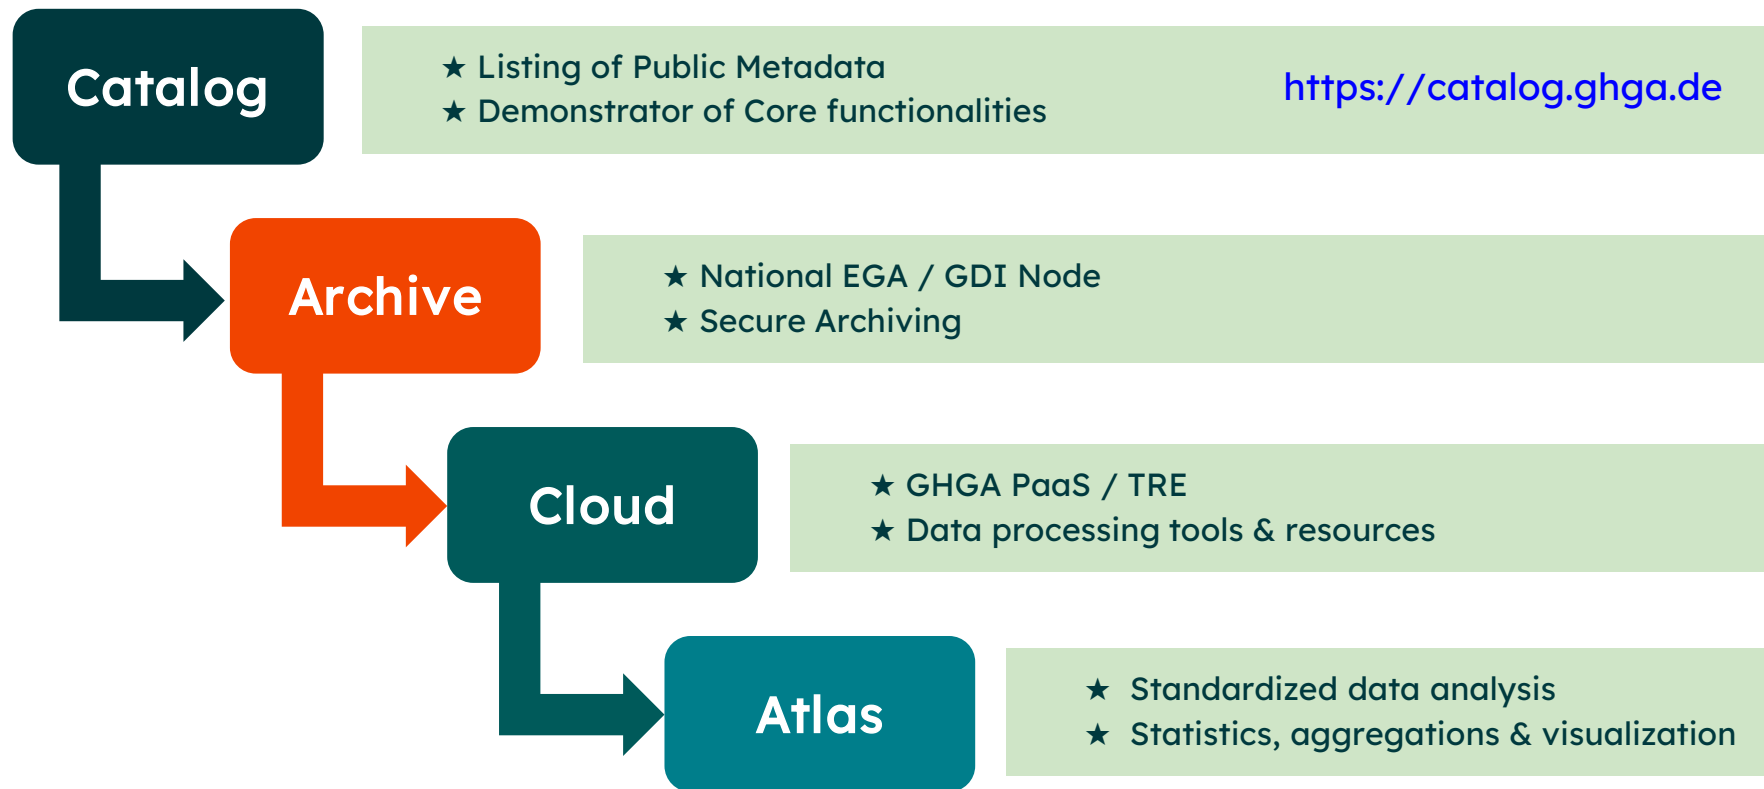 Catalog
★ Listing of Public Metadata
★ Demonstrator of Core functionalities
https://catalog.ghga.de
Archive
★ National EGA / GDI Node
★ Secure Archiving
Cloud
★ GHGA PaaS / TRE
★ Data processing tools & resources
Atlas
★ Standardized data analysis
★ Statistics, aggregations & visualization